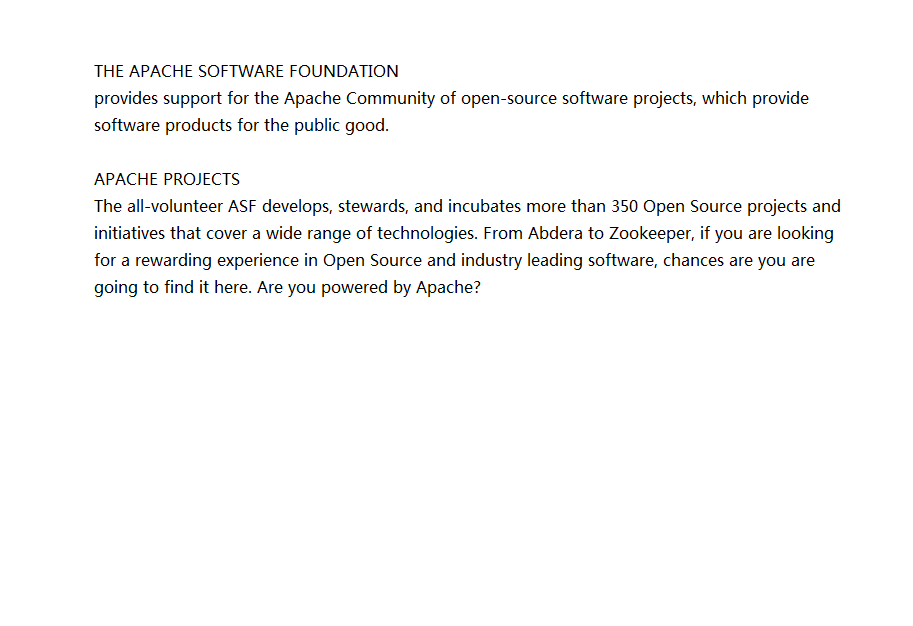 THE APACHE SOFTWARE FOUNDATION
provides support for the Apache Community of open-source software projects, which provide
software products for the public good.
APACHE PROJECTS
The all-volunteer ASF develops, stewards, and incubates more than 350 Open Source projects and
initiatives that cover a wide range of technologies. From Abdera to Zookeeper, if you are looking
for a rewarding experience in Open Source and industry leading software, chances are you are
going to find it here. Are you powered by Apache?